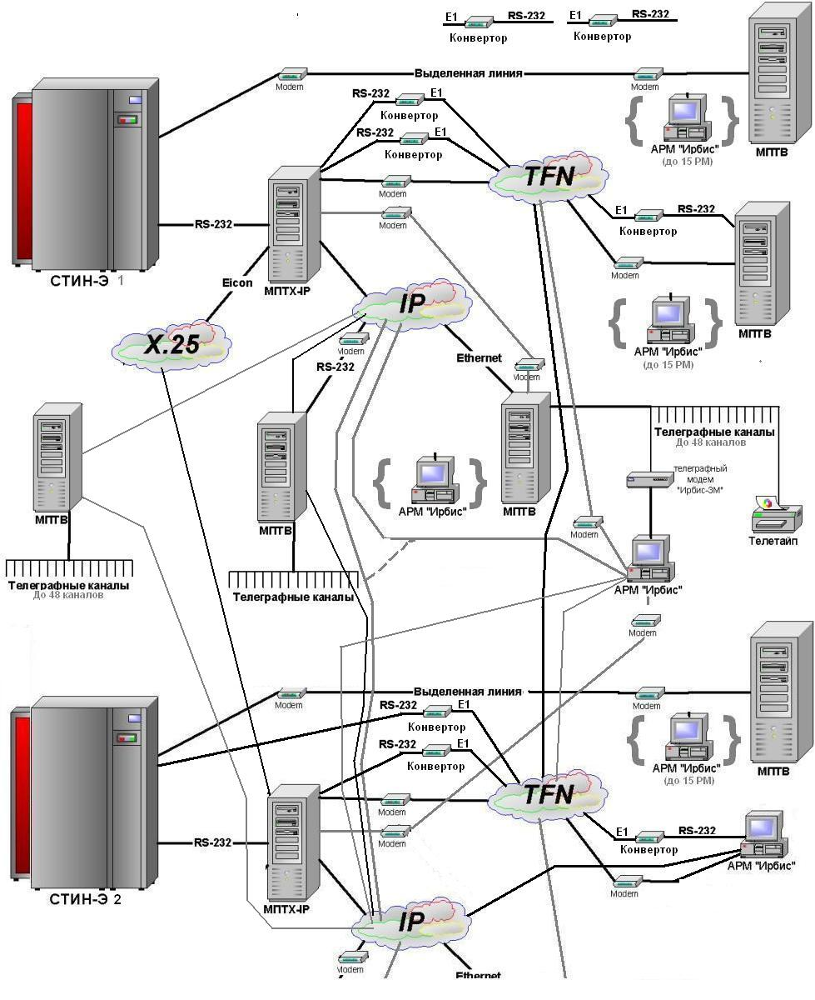 E1
RS-232
Конвертор
E1
RS-232
Конвертор
Modem
Выделенная линия
Modem
RS-232
E1
Конвертор
АРМ "Ирбис"
(до 15 РМ)
МПТВ
RS-232
E1
Конвертор
TFN
Modem
RS-232
Modem
E1
RS-232
Конвертор
СТИН-Э 1
Eicon
МПТХ-IP
Modem
IP
АРМ "Ирбис"
(до 15 РМ)
МПТВ
X.25
Modem
RS-232
Ethernet
Modem
Телеграфные каналы
До 48 каналов
телеграфный
модем
"Ирбис-3М"
МПТВ
МПТВ
АРМ "Ирбис"
МПТВ
Modem
Телетайп
Телеграфные каналы
До 48 каналов
Телеграфные каналы
АРМ "Ирбис"
Modem
Modem
Выделенная линия
Modem
RS-232
E1
Конвертор
RS-232
E1
Конвертор
АРМ "Ирбис"
(до 15 РМ)
МПТВ
TFN
Modem
RS-232
Modem
E1
RS-232
Конвертор
АРМ "Ирбис"
Modem
СТИН-Э 2
МПТХ-IP
IP
Modem
Ethernet